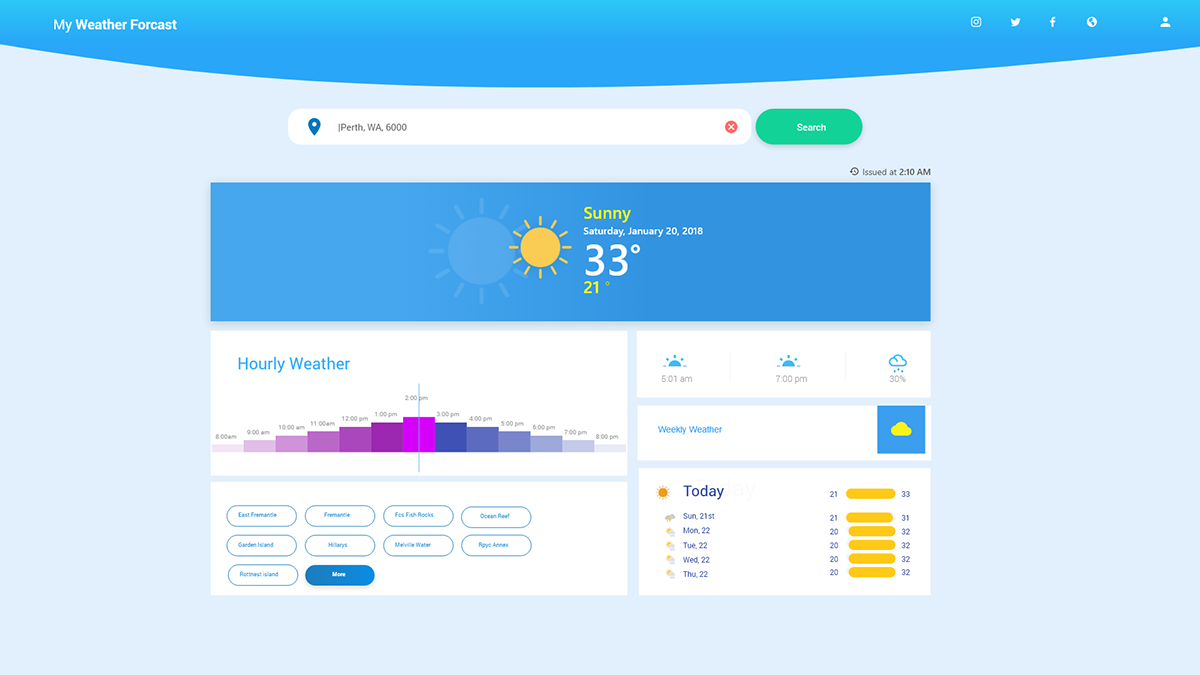 My Weather Forcast
|Perth, WA, 6000
Search
Issued at 2:10 AM
Sunny
Saturday, January 20, 2018
33°
21 °
Hourly Weather
8:00am
9:00 am
10:00 am
11:00am
12:00 pm
1:00 pm
2:00 pm
3:00 pm
4:00 pm
5:00 pm
6:00 pm
7:00 pm
8:00 pm
5:01 am
7:00 pm
30%
Weekly Weather
Today
21 33
Sun, 21st 21 31
Mon, 22 20 32
Tue, 22 20 32
Wed, 22 20 32
Thu, 22 20 32
East Fremantle
Fremantle
Fcs Fish Rocks
Ocean Reef
Garden Island
Hillarys
Melville Water
Rpyc Annex
Rottnest island
More